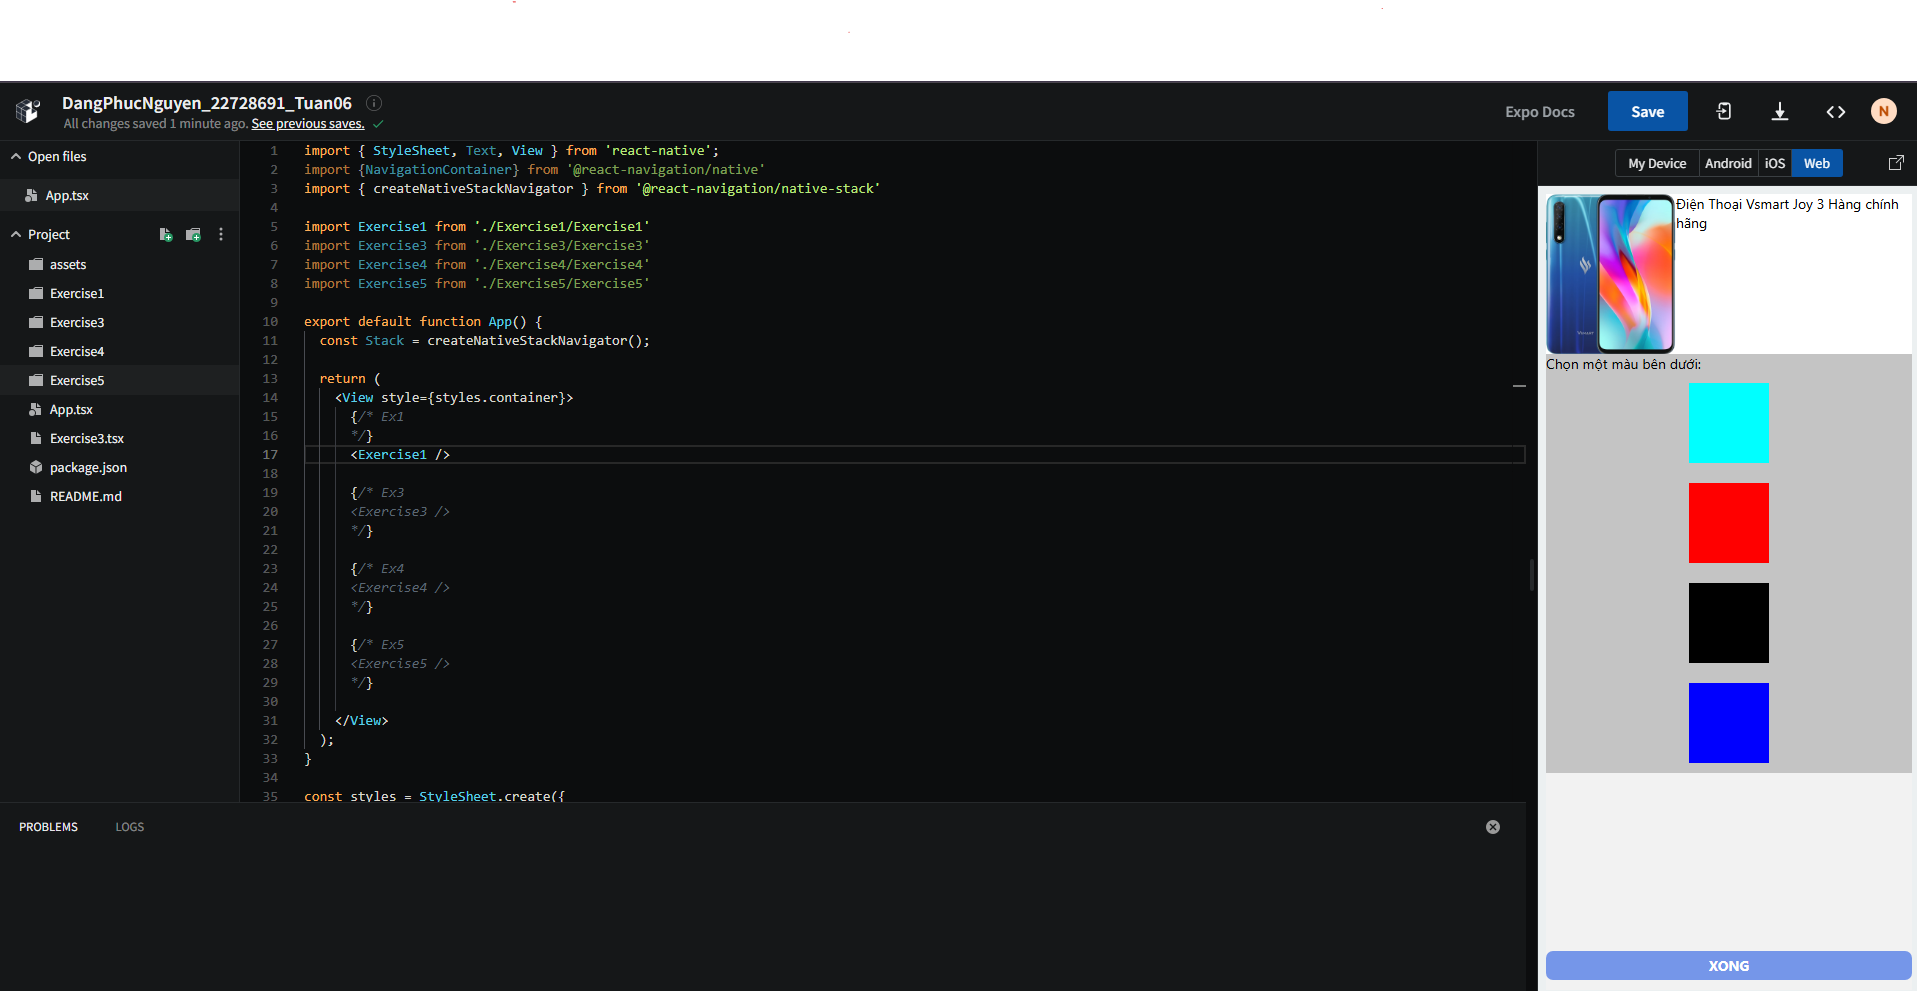 DangPhucNguyen_22728691_Tuan06
All changes saved 1 minute ago. See previous saves.
Expo Docs
Save
N
Open files
App.tsx
Project
assets
Exercise1
Exercise3
Exercise4
Exercise5
App.tsx
Exercise3.tsx
package.json
README.md
1 import { StyleSheet, Text, View } from 'react-native';
2 import {NavigationContainer} from '@react-navigation/native'
3 import { createNativeStackNavigator } from '@react-navigation/native-stack'
4
5 import Exercise1 from './Exercise1/Exercise1'
6 import Exercise3 from './Exercise3/Exercise3'
7 import Exercise4 from './Exercise4/Exercise4'
8 import Exercise5 from './Exercise5/Exercise5'
9
10 export default function App() {
11 const Stack = createNativeStackNavigator();
12
13 return (
14 <View style={styles.container}>
15 {/* Ex1
16 */}
17 <Exercise1 />
18
19 {/* Ex3
20 <Exercise3 />
21 */}
22
23 {/* Ex4
24 <Exercise4 />
25 */}
26
27 {/* Ex5
28 <Exercise5 />
29 */}
30
31 </View>
32 );
33 }
34
35 const styles = StyleSheet.create({
PROBLEMS LOGS
My Device Android iOS Web
Điện Thoại Vsmart Joy 3 Hàng chính
hãng
Chọn một màu bên dưới:
XONG